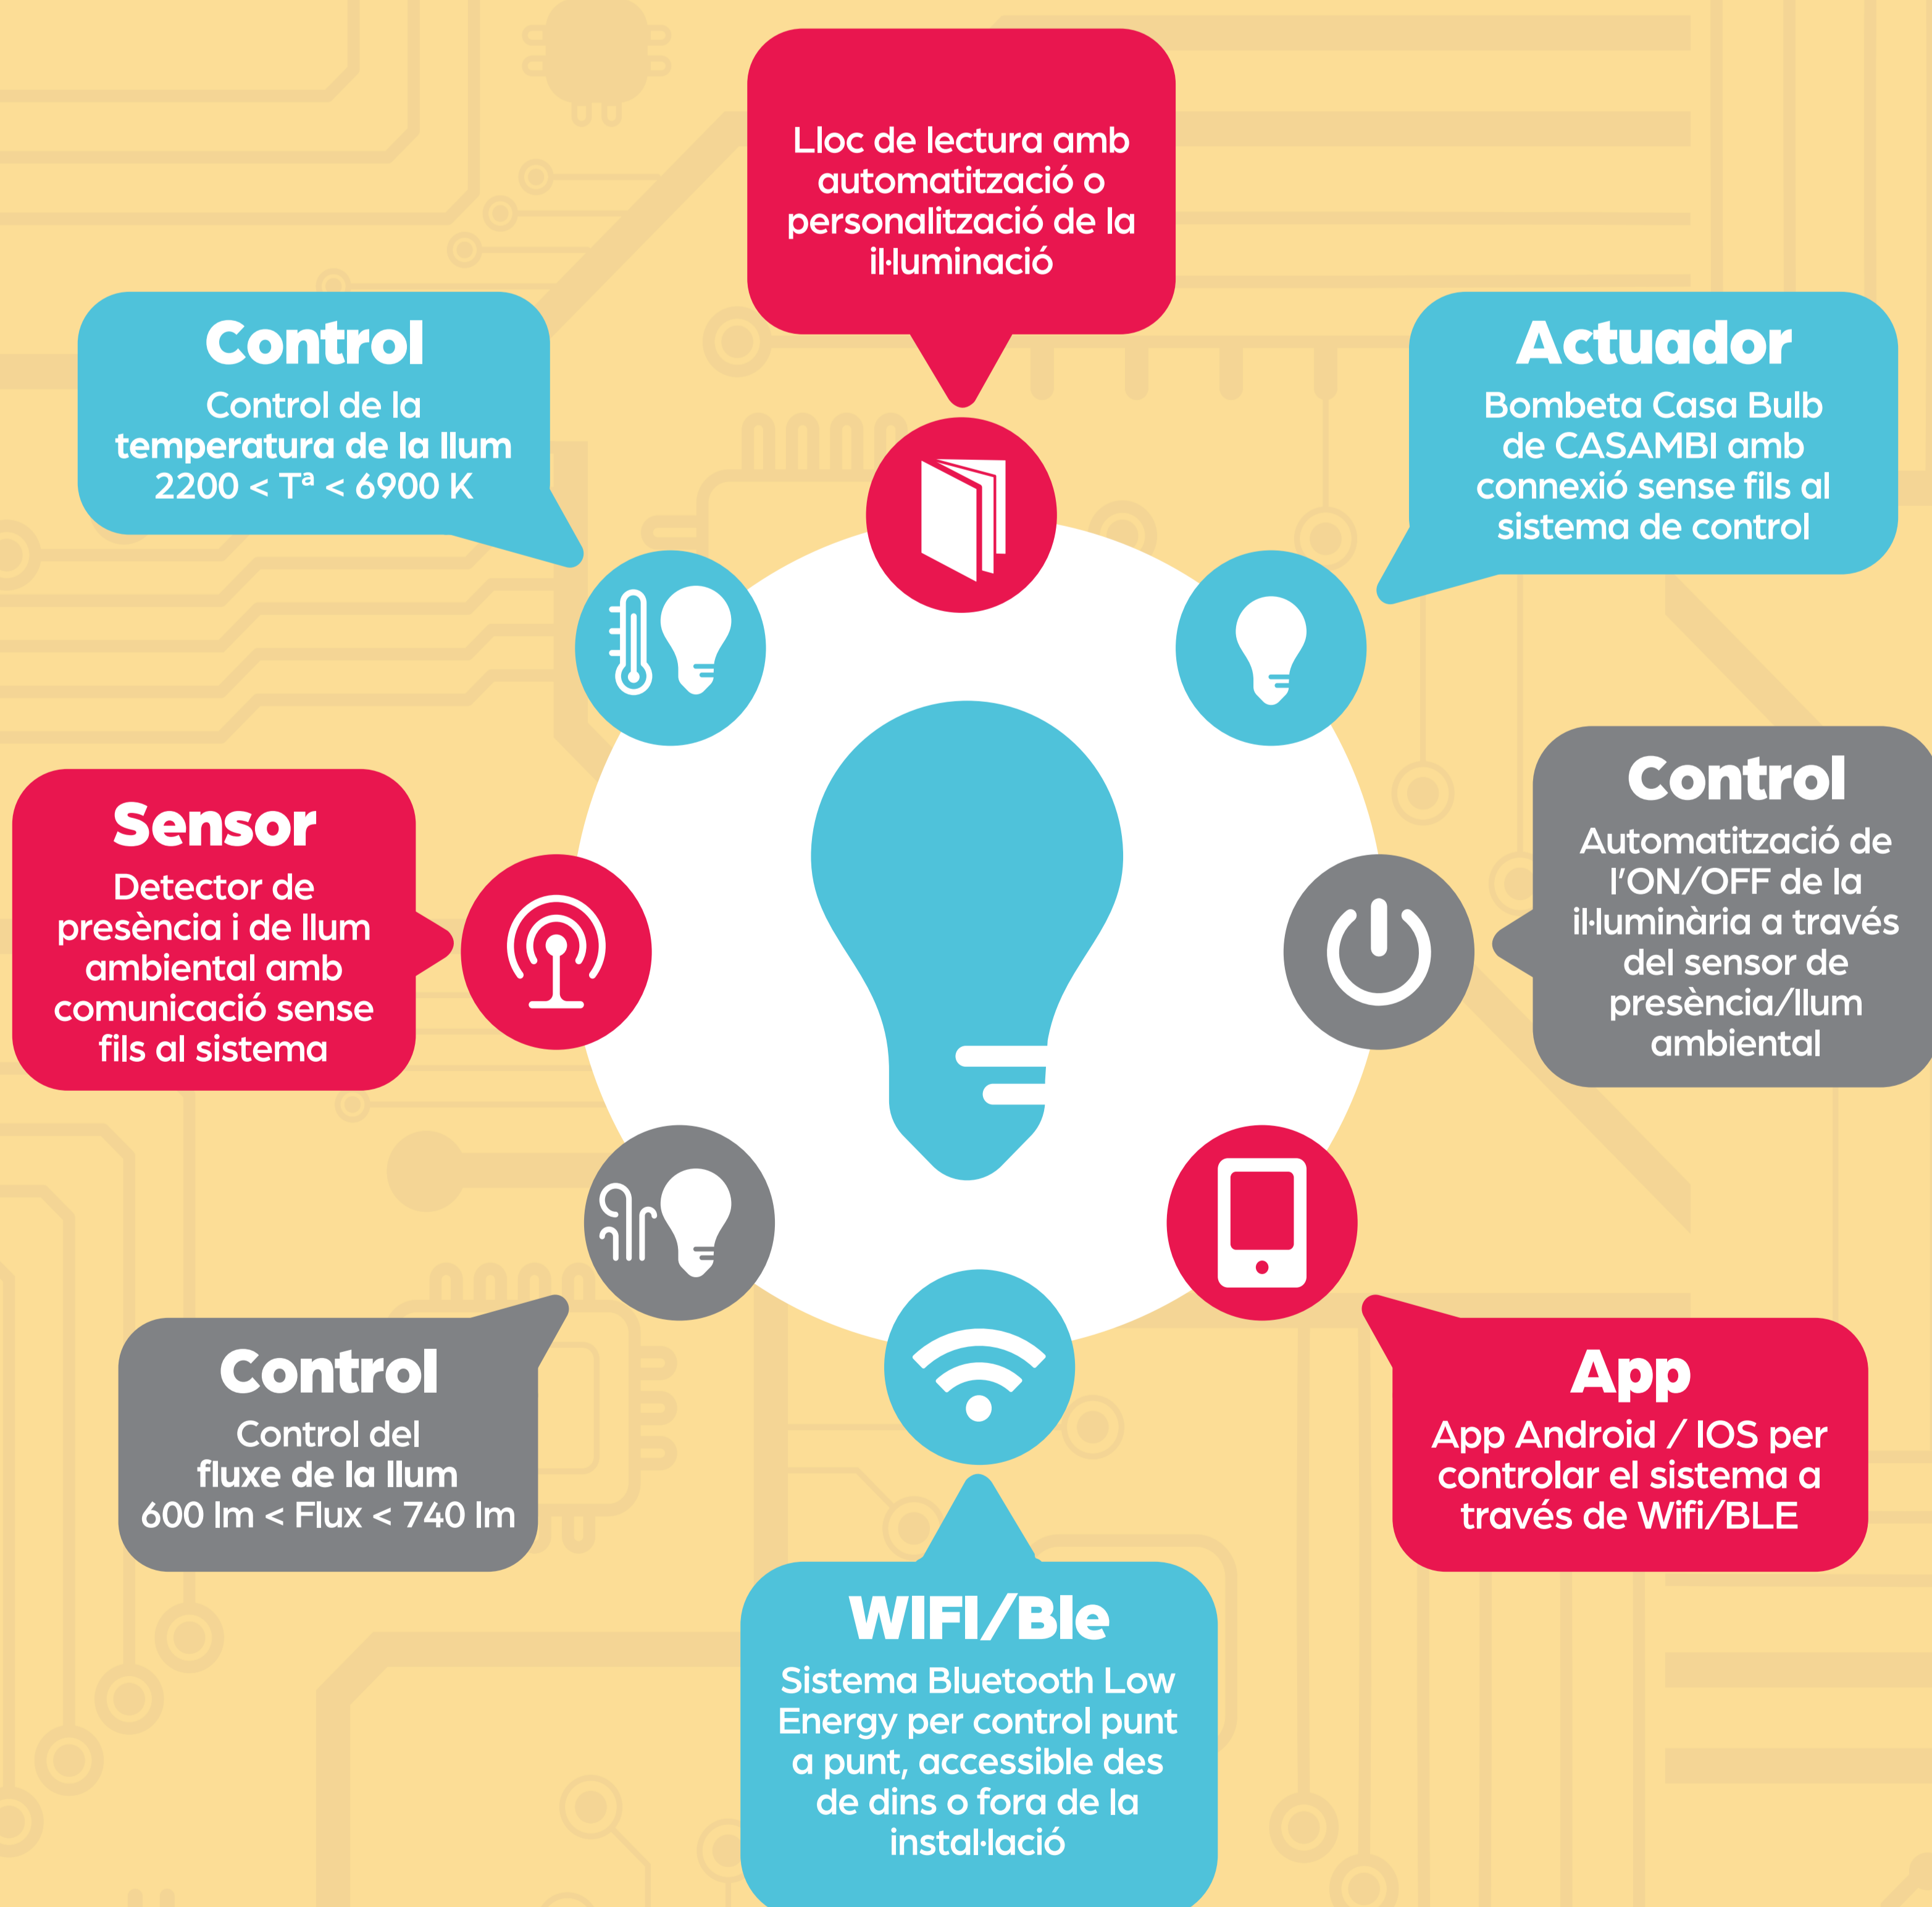 Lloc de lectura amb
automatització o
personalització de la
il·luminació
Control
Control de la
temperatura de la llum
2200 < Tª < 6900 K
Actuador
Bombeta Casa Bulb
de CASAMBI amb
connexió sense fils al
sistema de control
Sensor
Detector de
presència i de llum
ambiental amb
comunicació sense
fils al sistema
Control
Automatització de
l'ON/OFF de la
il·luminària a través
del sensor de
presència/llum
ambiental
Control
Control del
fluxe de la llum
600 lm < Flux < 740 lm
App
App Android / IOS per
controlar el sistema a
través de Wifi/BLE
WIFI/Ble
Sistema Bluetooth Low
Energy per control punt
a punt, accessible des
de dins o fora de la
instal·lació